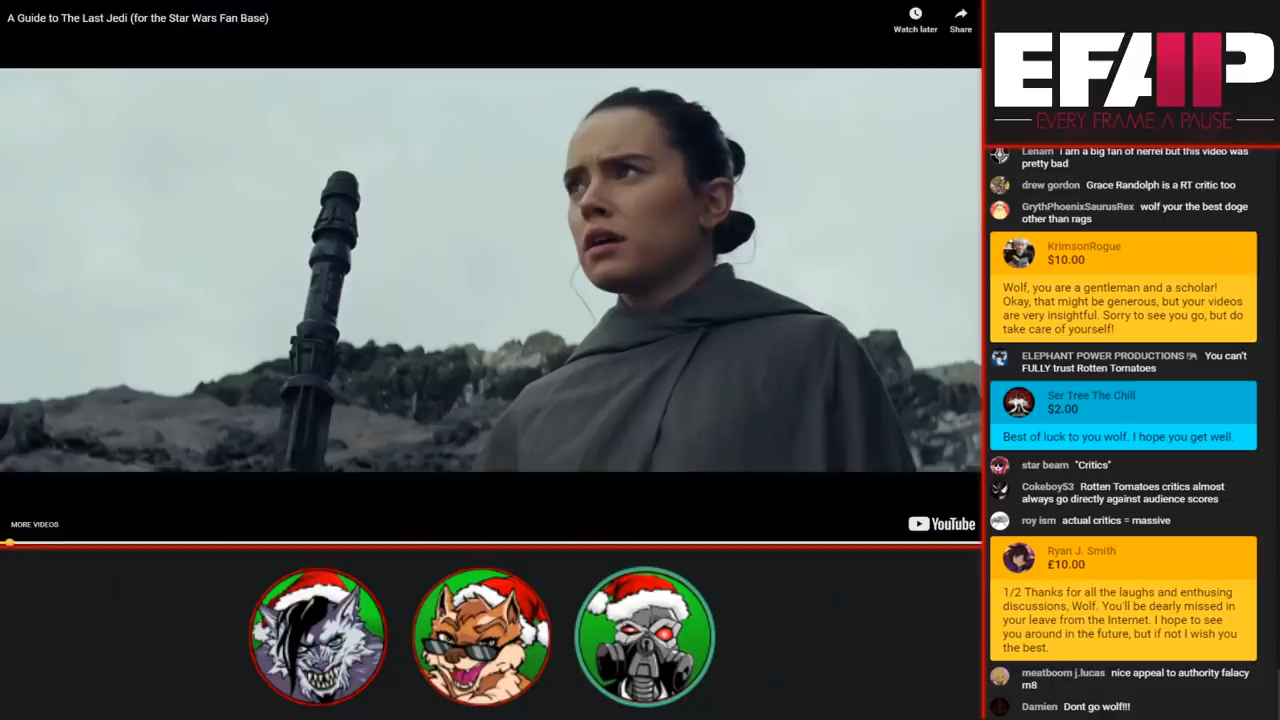 A Guide to The Last Jedi (for the Star Wars Fan Base)
Watch later
Share
EFAP
EVERY FRAME A PAUSE
Lenarn i am a big fan of nerrel but this video was
pretty bad
drew gordon Grace Randolph is a RT critic too
GrythPhoenixSaurusRex wolf your the best doge
other than rags
KrimsonRogue
$10.00
Wolf, you are a gentleman and a scholar!
Okay, that might be generous, but your videos
are very insightful. Sorry to see you go, but do
take care of yourself!
ELEPHANT POWER PRODUCTIONS You can't
FULLY trust Rotten Tomatoes
Ser Tree The Chill
$2.00
Best of luck to you wolf. I hope you get well.
star beam "Critics"
Cokeboy53 Rotten Tomatoes critics almost
always go directly against audience scores
roy ism actual critics = massive
Ryan J. Smith
£10.00
1/2 Thanks for all the laughs and enthusing
discussions, Wolf. You'll be dearly missed in
your leave from the Internet. I hope to see
you around in the future, but if not I wish you
the best.
meatboom j.lucas nice appeal to authority falacy
m8
Damien Dont go wolf!!!
MORE VIDEOS
YouTube